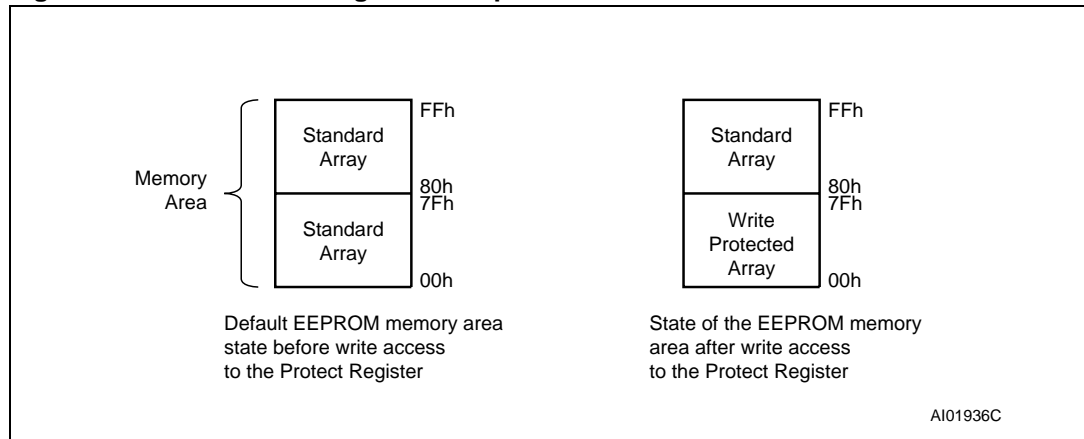 FFh
Standard
Array
80h
7Fh
Standard
Array
00h
Memory
Area
Default EEPROM memory area
state before write access
to the Protect Register
FFh
Standard
Array
80h
7Fh
Write
Protected
Array
00h
State of the EEPROM memory
area after write access
to the Protect Register
AI01936C